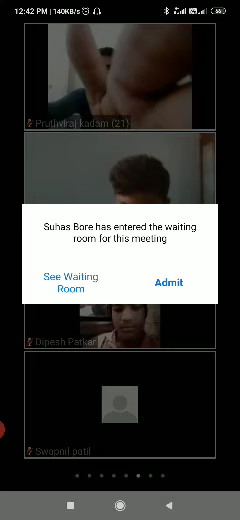 12:42 PM | 140KB/s
Pruthviraj kadam (21)
Suhas Bore has entered the waiting
room for this meeting
See Waiting
Room
Admit
Dipesh Patkar
Swapnil patil